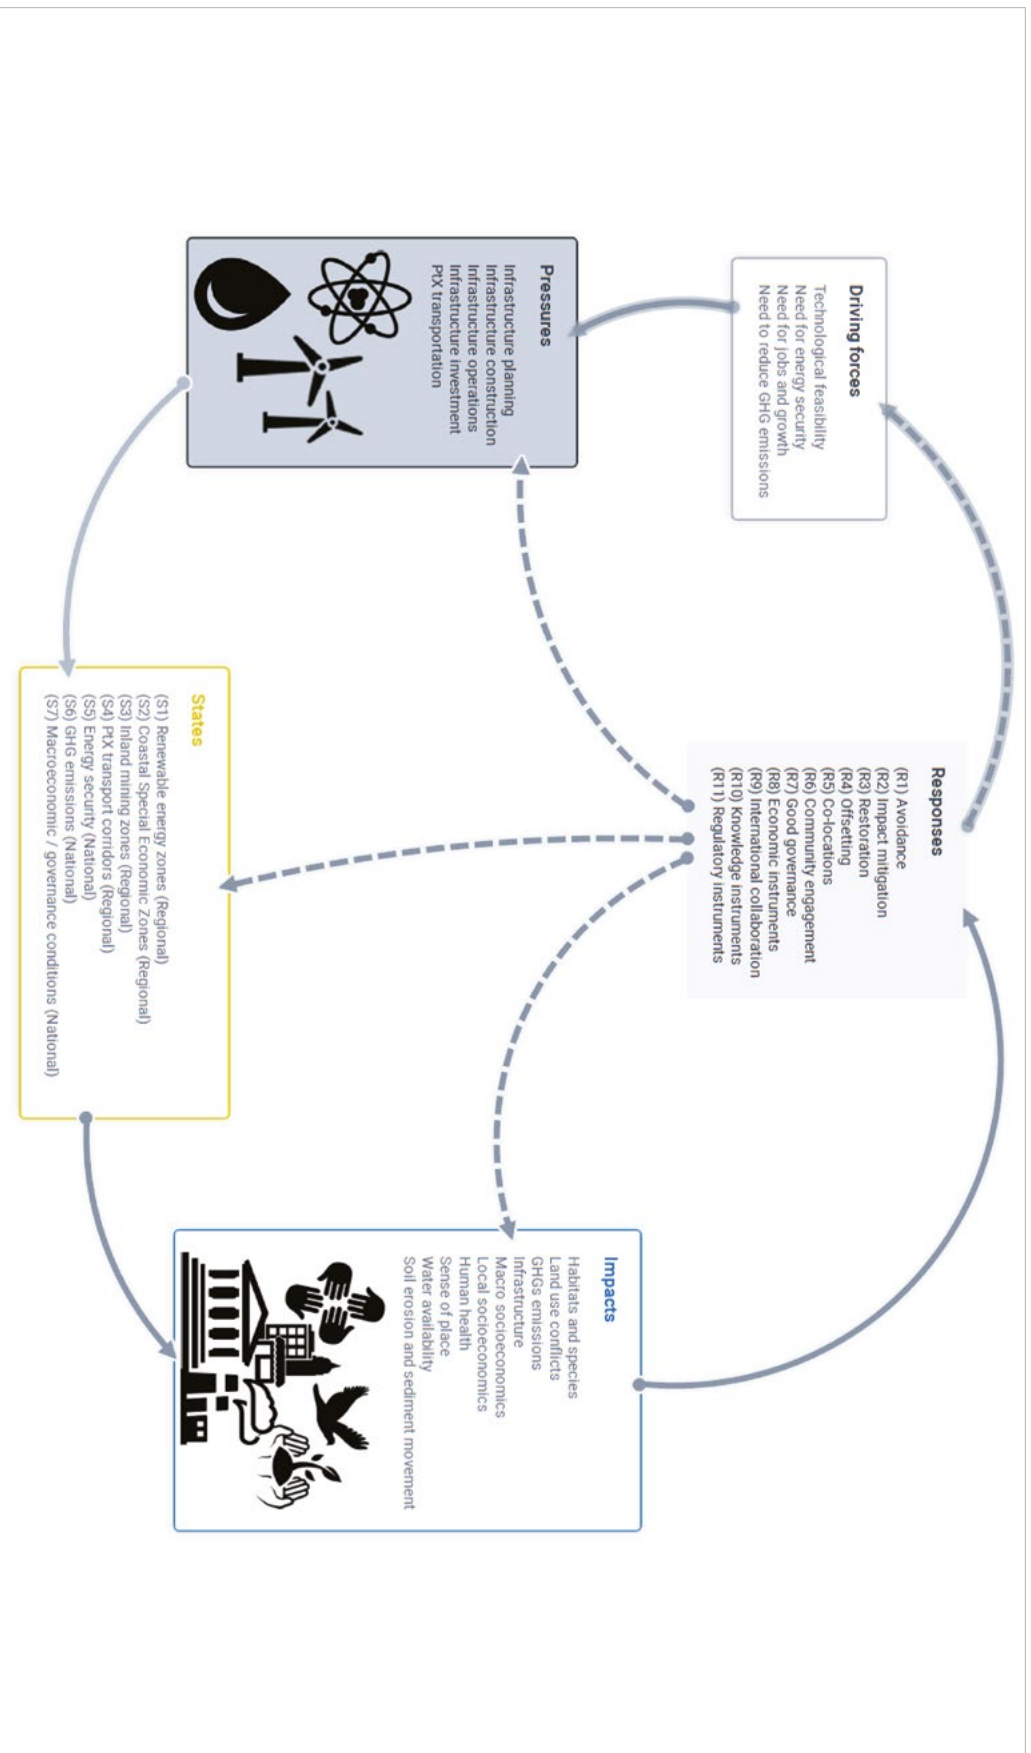 Driving forces
Technological feasibility
Need for energy security
Need for jobs and growth
Need to reduce GHG emissions
Pressures
Infrastructure planning
Infrastructure construction
Infrastructure operations
Infrastructure investment
PtX transportation
Responses
(R1) Avoidance
(R2) Impact mitigation
(R3) Restoration
(R4) Offsetting
(R5) Co-locations
(R6) Community engagement
(R7) Good governance
(R8) Economic instruments
(R9) International collaboration
(R10) Knowledge instruments
(R11) Regulatory instruments
States
(S1) Renewable energy zones (Regional)
(S2) Coastal Special Economic Zones (Regional)
(S3) Inland mining zones (Regional)
(S4) PtX transport corridors (Regional)
(S5) Energy security (National)
(S6) GHG emissions (National)
(S7) Macroeconomic / governance conditions (National)
Impacts
Habitats and species
Land use conflicts
GHGs emissions
Infrastructure
Macro socioeconomics
Local socioeconomics
Human health
Sense of place
Water availability
Soil erosion and sediment movement